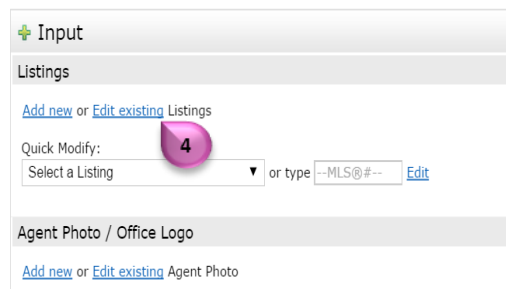 Input
Listings
Add new or Edit existing Listings
4
Quick Modify:
Select a Listing or type --MLS®#-- Edit
Agent Photo / Office Logo
Add new or Edit existing Agent Photo